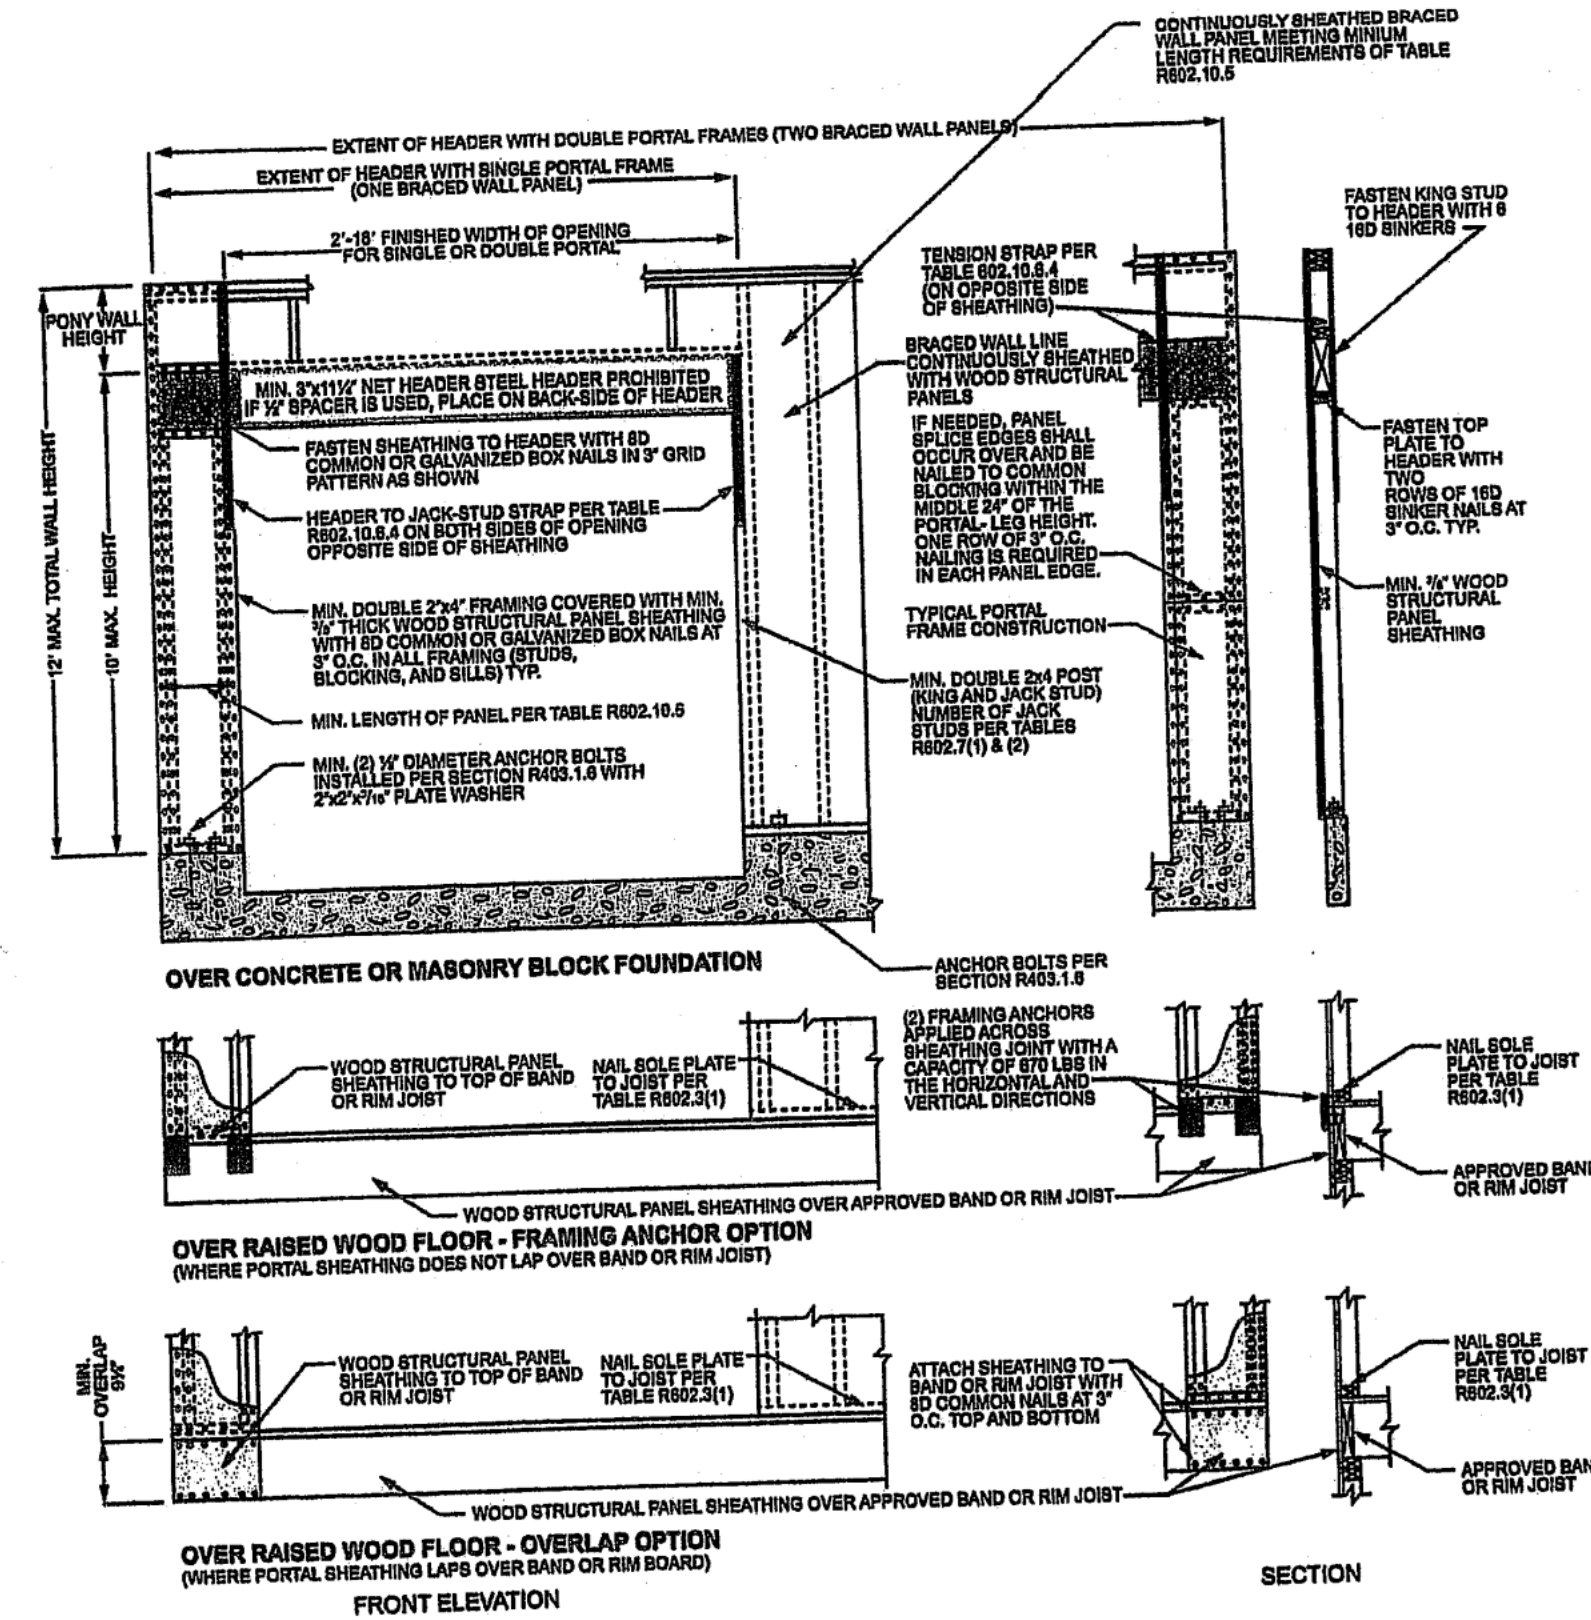 CONTINUOUSLY SHEATHED BRACED
WALL PANEL MEETING MINIUM
LENGTH REQUIREMENTS OF TABLE
R602.10.5
EXTENT OF HEADER WITH DOUBLE PORTAL FRAMES (TWO BRACED WALL PANELS)
EXTENT OF HEADER WITH SINGLE PORTAL FRAME
(ONE BRACED WALL PANEL)
2'-18' FINISHED WIDTH OF OPENING
FOR SINGLE OR DOUBLE PORTAL
FASTEN KING STUD
TO HEADER WITH 6
16D SINKERS
TENSION STRAP PER
TABLE 602.10.6.4
(ON OPPOSITE SIDE
OF SHEATHING)
PONY WALL
HEIGHT
BRACED WALL LINE
CONTINUOUSLY SHEATHED
WITH WOOD STRUCTURAL
PANELS
MIN. 3"x11¼" NET HEADER STEEL HEADER PROHIBITED
IF ½" SPACER IS USED, PLACE ON BACK-SIDE OF HEADER
FASTEN SHEATHING TO HEADER WITH 8D
COMMON OR GALVANIZED BOX NAILS IN 3" GRID
PATTERN AS SHOWN
IF NEEDED, PANEL
SPLICE EDGES SHALL
OCCUR OVER AND BE
NAILED TO COMMON
BLOCKING WITHIN THE
MIDDLE 24" OF THE
PORTAL- LEG HEIGHT.
ONE ROW OF 3" O.C.
NAILING IS REQUIRED
IN EACH PANEL EDGE.
FASTEN TOP
PLATE TO
HEADER WITH
TWO
ROWS OF 16D
SINKER NAILS AT
3" O.C. TYP.
12' MAX. TOTAL WALL HEIGHT
10' MAX. HEIGHT
HEADER TO JACK-STUD STRAP PER TABLE
R602.10.6.4 ON BOTH SIDES OF OPENING
OPPOSITE SIDE OF SHEATHING
MIN. DOUBLE 2"x4" FRAMING COVERED WITH MIN.
⅜" THICK WOOD STRUCTURAL PANEL SHEATHING
WITH 8D COMMON OR GALVANIZED BOX NAILS AT
3" O.C. IN ALL FRAMING (STUDS,
BLOCKING, AND SILLS) TYP.
TYPICAL PORTAL
FRAME CONSTRUCTION
MIN. ⅜" WOOD
STRUCTURAL
PANEL
SHEATHING
MIN. DOUBLE 2x4 POST
(KING AND JACK STUD)
NUMBER OF JACK
STUDS PER TABLES
R602.7(1) & (2)
MIN. LENGTH OF PANEL PER TABLE R602.10.5
MIN. (2) ½" DIAMETER ANCHOR BOLTS
INSTALLED PER SECTION R403.1.6 WITH
2"x2"x³/₁₆" PLATE WASHER
OVER CONCRETE OR MASONRY BLOCK FOUNDATION
ANCHOR BOLTS PER
SECTION R403.1.6
WOOD STRUCTURAL PANEL
SHEATHING TO TOP OF BAND
OR RIM JOIST
NAIL SOLE PLATE
TO JOIST PER
TABLE R602.3(1)
(2) FRAMING ANCHORS
APPLIED ACROSS
SHEATHING JOINT WITH A
CAPACITY OF 670 LBS IN
THE HORIZONTAL AND
VERTICAL DIRECTIONS
NAIL SOLE
PLATE TO JOIST
PER TABLE
R602.3(1)
APPROVED BAND
OR RIM JOIST
WOOD STRUCTURAL PANEL SHEATHING OVER APPROVED BAND OR RIM JOIST
OVER RAISED WOOD FLOOR - FRAMING ANCHOR OPTION
(WHERE PORTAL SHEATHING DOES NOT LAP OVER BAND OR RIM JOIST)
MIN.
OVERLAP
9¼"
WOOD STRUCTURAL PANEL
SHEATHING TO TOP OF BAND
OR RIM JOIST
NAIL SOLE PLATE
TO JOIST PER
TABLE R602.3(1)
ATTACH SHEATHING TO
BAND OR RIM JOIST WITH
8D COMMON NAILS AT 3"
O.C. TOP AND BOTTOM
NAIL SOLE
PLATE TO JOIST
PER TABLE
R602.3(1)
APPROVED BAN
OR RIM JOIST
WOOD STRUCTURAL PANEL SHEATHING OVER APPROVED BAND OR RIM JOIST
OVER RAISED WOOD FLOOR - OVERLAP OPTION
(WHERE PORTAL SHEATHING LAPS OVER BAND OR RIM BOARD)
FRONT ELEVATION
SECTION